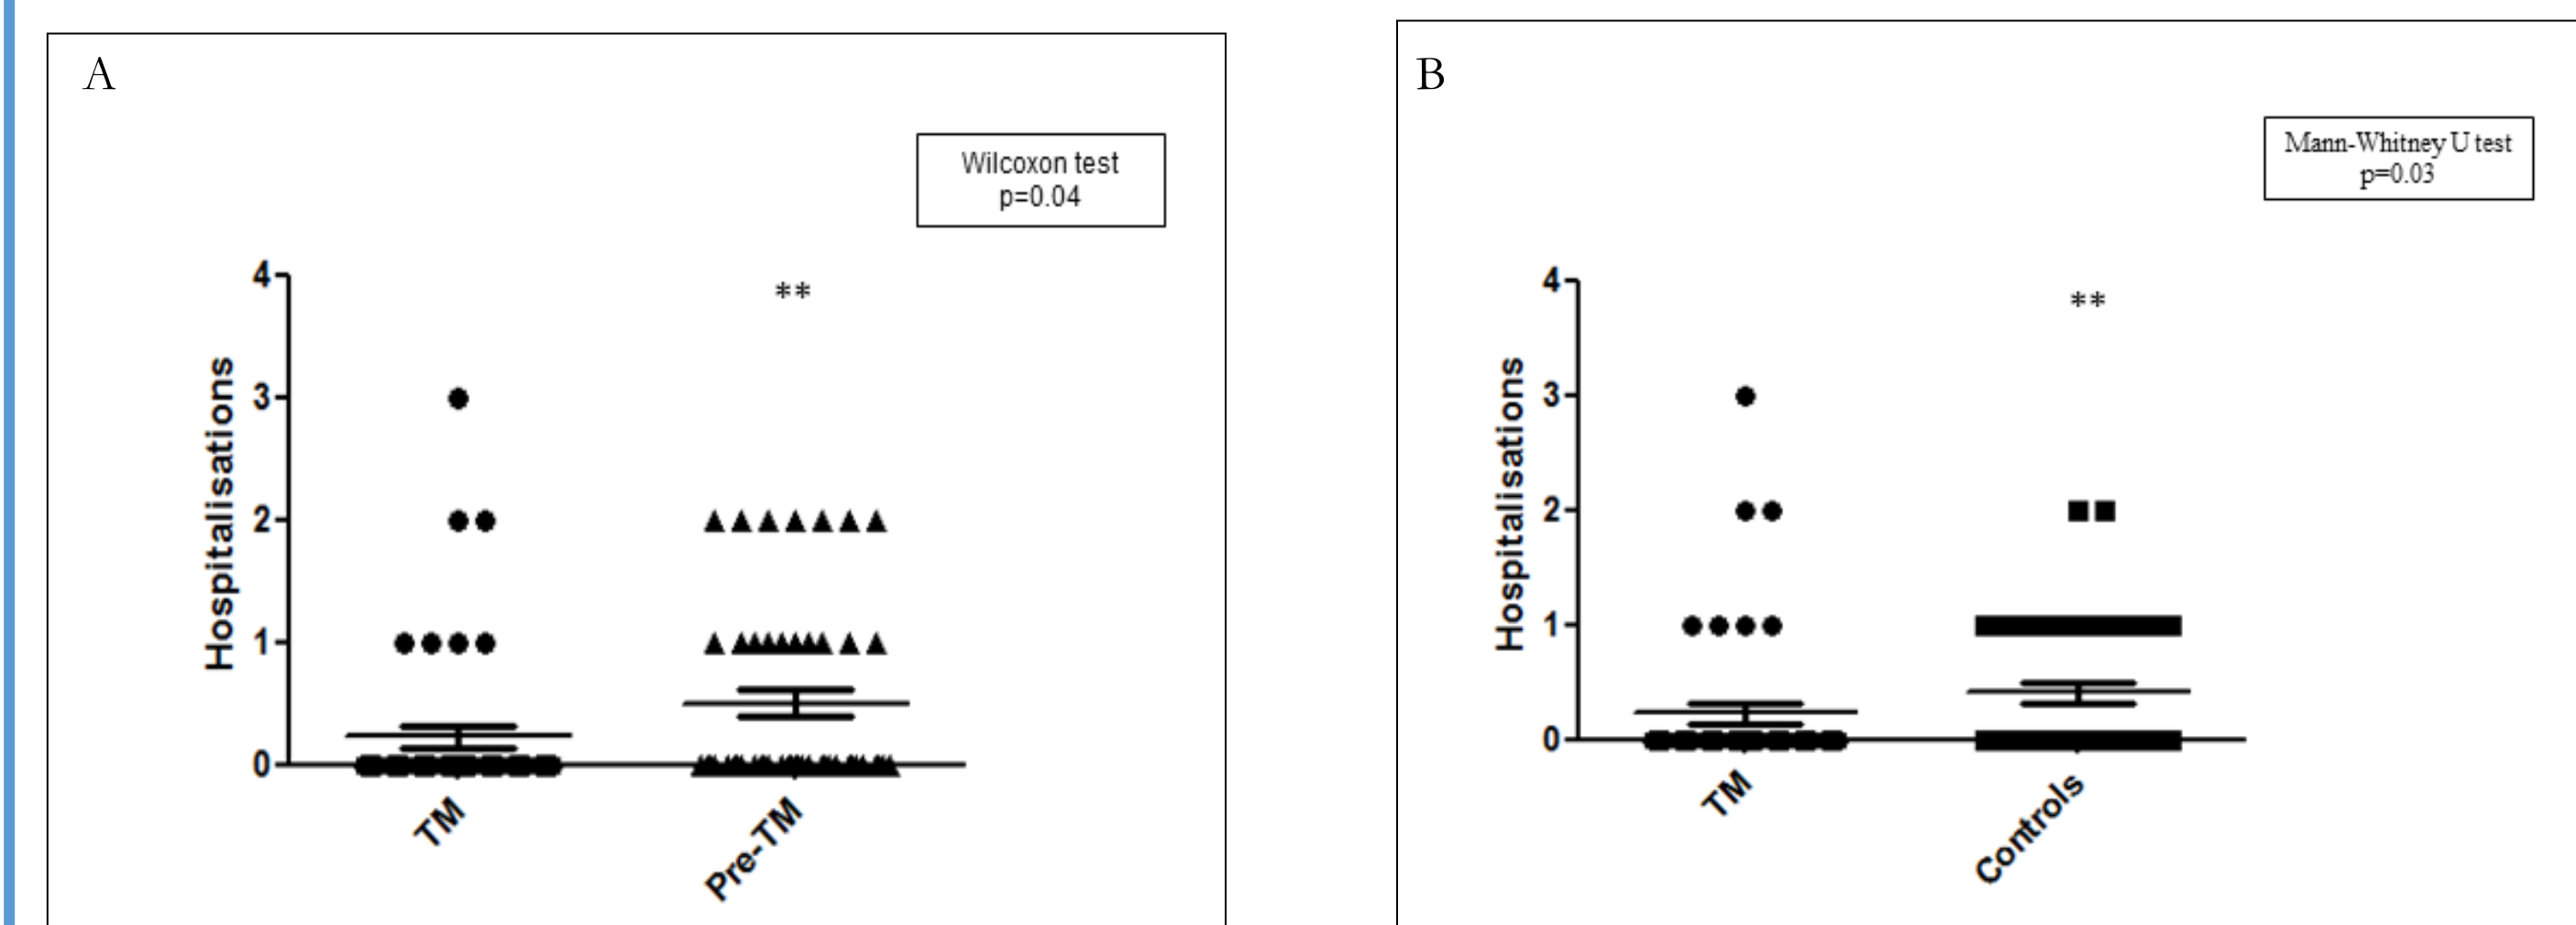 A
Wilcoxon test
p=0.04
**
4
3
2
1
0
Hospitalisations
TM
Pre-TM
B
Mann-Whitney U test
p=0.03
**
4
3
2
1
0
Hospitalisations
TM
Controls